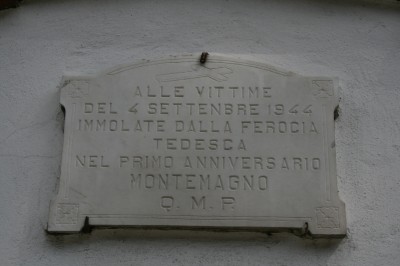 ALLE VITTIME
DEL 4 SETTEMBRE 1944
IMMOLATE DALLA FEROCIA
TEDESCA
NEL PRIMO ANNIVERSARIO
MONTEMAGNO
Q. M. P.